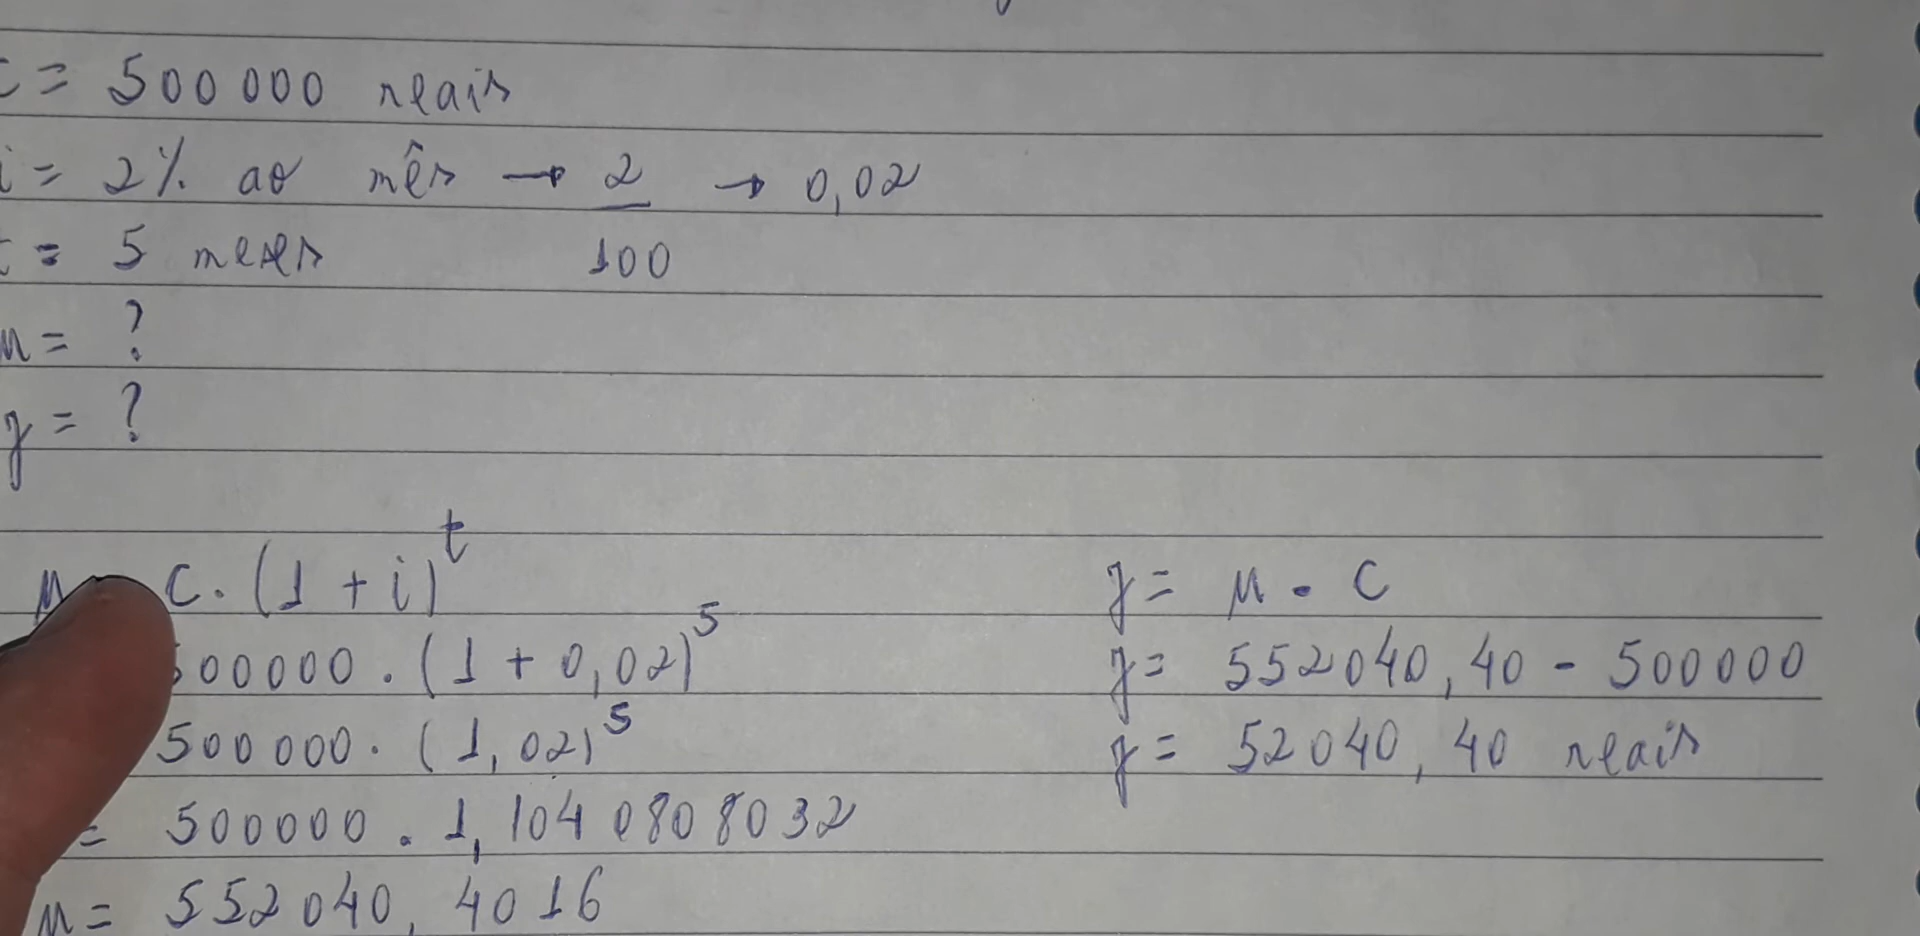 c = 500 000 reais
i = 2% ao mês → 2/100 → 0,02
t = 5 meses
M = ?
j = ?
M C . (1 + i)^t
500000 . (1 + 0,02)^5
500 000 . (1,02)^5
= 500000 . 1,1040808032
M = 552040,4016
j = M - C
j = 552040,40 - 500000
j = 52040,40 reais